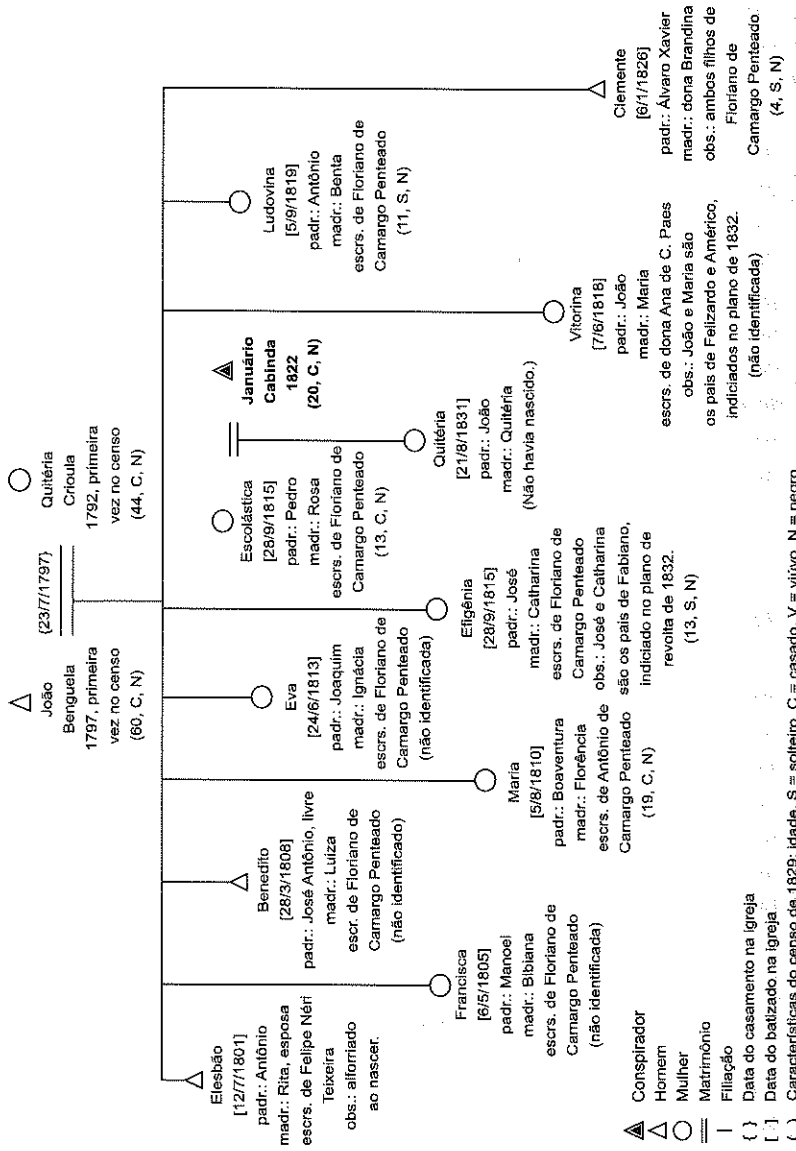 João
Benguela
1797, primeira
vez no censo
(60, C, N)
{23/7/1797}
Quitéria
Crioula
1792, primeira
vez no censo
(44, C, N)
Elesbão
[12/7/1801]
padr.: Antônio
madr.: Rita, esposa
escrs. de Felipe Néri
Teixeira
obs.: alforriado
ao nascer.
Francisca
[6/5/1805]
padr.: Manoel
madr.: Bibiana
escrs. de Floriano de
Camargo Penteado
(não identificada)
Benedito
[28/3/1808]
padr.: José Antônio, livre
madr.: Luiza
escr. de Floriano de
Camargo Penteado
(não identificado)
Maria
[5/8/1810]
padr.: Boaventura
madr.: Florência
escrs. de Antônio de
Camargo Penteado
(19, C, N)
Eva
[24/6/1813]
padr.: Joaquim
madr.: Ignácia
escrs. de Floriano de
Camargo Penteado
(não identificada)
Efigênia
[28/9/1815]
padr.: José
madr.: Catharina
escrs. de Floriano de
Camargo Penteado
obs.: José e Catharina
são os pais de Fabiano,
indiciado no plano de
revolta de 1832.
(13, S, N)
Escolástica
[28/9/1815]
padr.: Pedro
madr.: Rosa
escrs. de Floriano de
Camargo Penteado
(13, C, N)
Januário
Cabinda
1822
(20, C, N)
Quitéria
[21/8/1831]
padr.: João
madr.: Quitéria
(Não havia nascido.)
Vitorina
[7/6/1818]
padr.: João
madr.: Maria
escrs. de dona Ana de C. Paes
obs.: João e Maria são
os pais de Felizardo e Américo,
indiciados no plano de 1832.
(não identificada)
Ludovina
[5/9/1819]
padr.: Antônio
madr.: Benta
escrs. de Floriano de
Camargo Penteado
(11, S, N)
Clemente
[6/1/1826]
padr.: Álvaro Xavier
madr.: dona Brandina
obs.: ambos filhos de
Floriano de
Camargo Penteado.
(4, S, N)
Conspirador
Homem
Mulher
Matrimônio
Filiação
{ } Data do casamento na igreja
[ ] Data do batizado na igreja
( ) Características do censo de 1829: idade, S = solteiro, C = casado, V = viúvo, N = negro